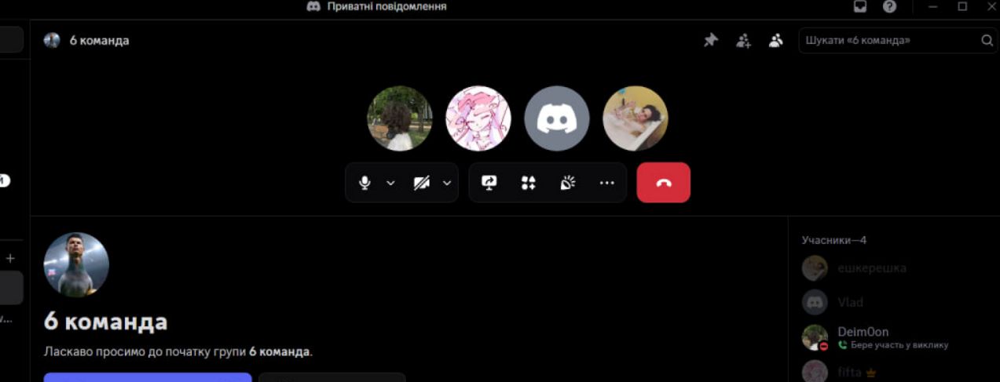 Приватні повідомлення
6 команда
Шукати «6 команда»
Учасники—4
ешкерешка
Vlad
Deim0on
Бере участь у виклику
fifta
6 команда
Ласкаво просимо до початку групи 6 команда.